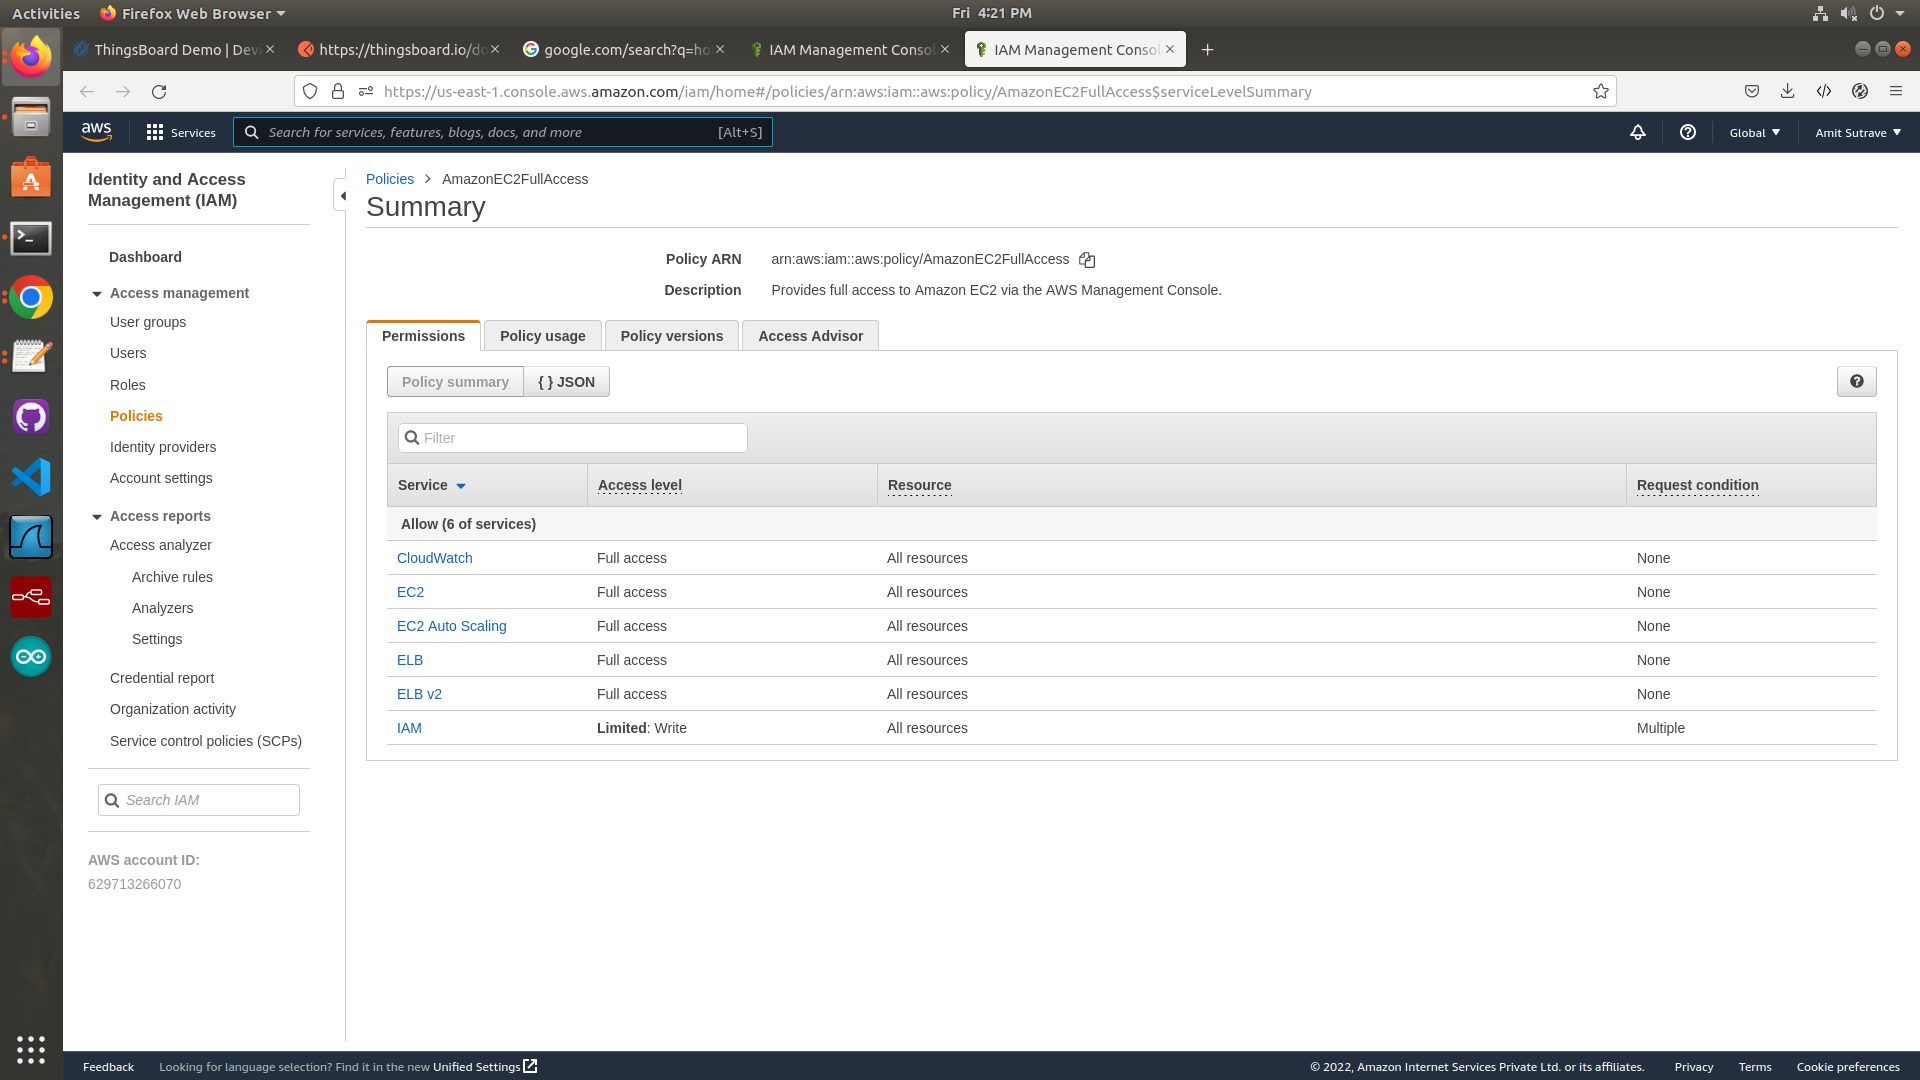 Activities
Firefox Web Browser
Fri 4:21 PM
ThingsBoard Demo | Devi
https://thingsboard.io/do
google.com/search?q=ho
IAM Management Consol
IAM Management Consol
https://us-east-1.console.aws.amazon.com/iam/home#/policies/arn:aws:iam::aws:policy/AmazonEC2FullAccess$serviceLevelSummary
aws
Services
Search for services, features, blogs, docs, and more
[Alt+S]
Global
Amit Sutrave
Identity and Access
Management (IAM)
Dashboard
Access management
User groups
Users
Roles
Policies
Identity providers
Account settings
Access reports
Access analyzer
Archive rules
Analyzers
Settings
Credential report
Organization activity
Service control policies (SCPs)
Search IAM
AWS account ID:
629713266070
Policies > AmazonEC2FullAccess
Summary
Policy ARN arn:aws:iam::aws:policy/AmazonEC2FullAccess
Description Provides full access to Amazon EC2 via the AWS Management Console.
Permissions Policy usage Policy versions Access Advisor
Policy summary { } JSON
Filter
Service Access level Resource Request condition
Allow (6 of services)
CloudWatch Full access All resources None
EC2 Full access All resources None
EC2 Auto Scaling Full access All resources None
ELB Full access All resources None
ELB v2 Full access All resources None
IAM Limited: Write All resources Multiple
Feedback
Looking for language selection? Find it in the new Unified Settings
© 2022, Amazon Internet Services Private Ltd. or its affiliates.
Privacy
Terms
Cookie preferences